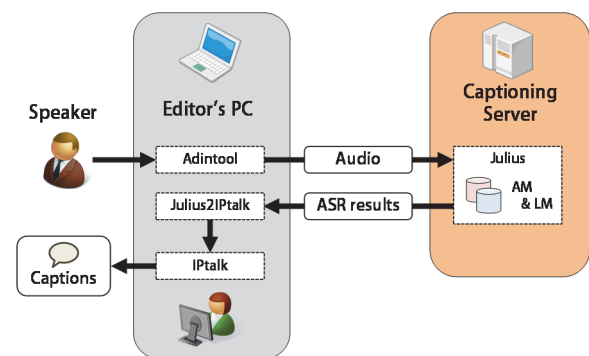 Speaker
Editor's PC
Captioning
Server
Adintool
Audio
Julius
AM
& LM
Julius2IPtalk
ASR results
IPtalk
Captions